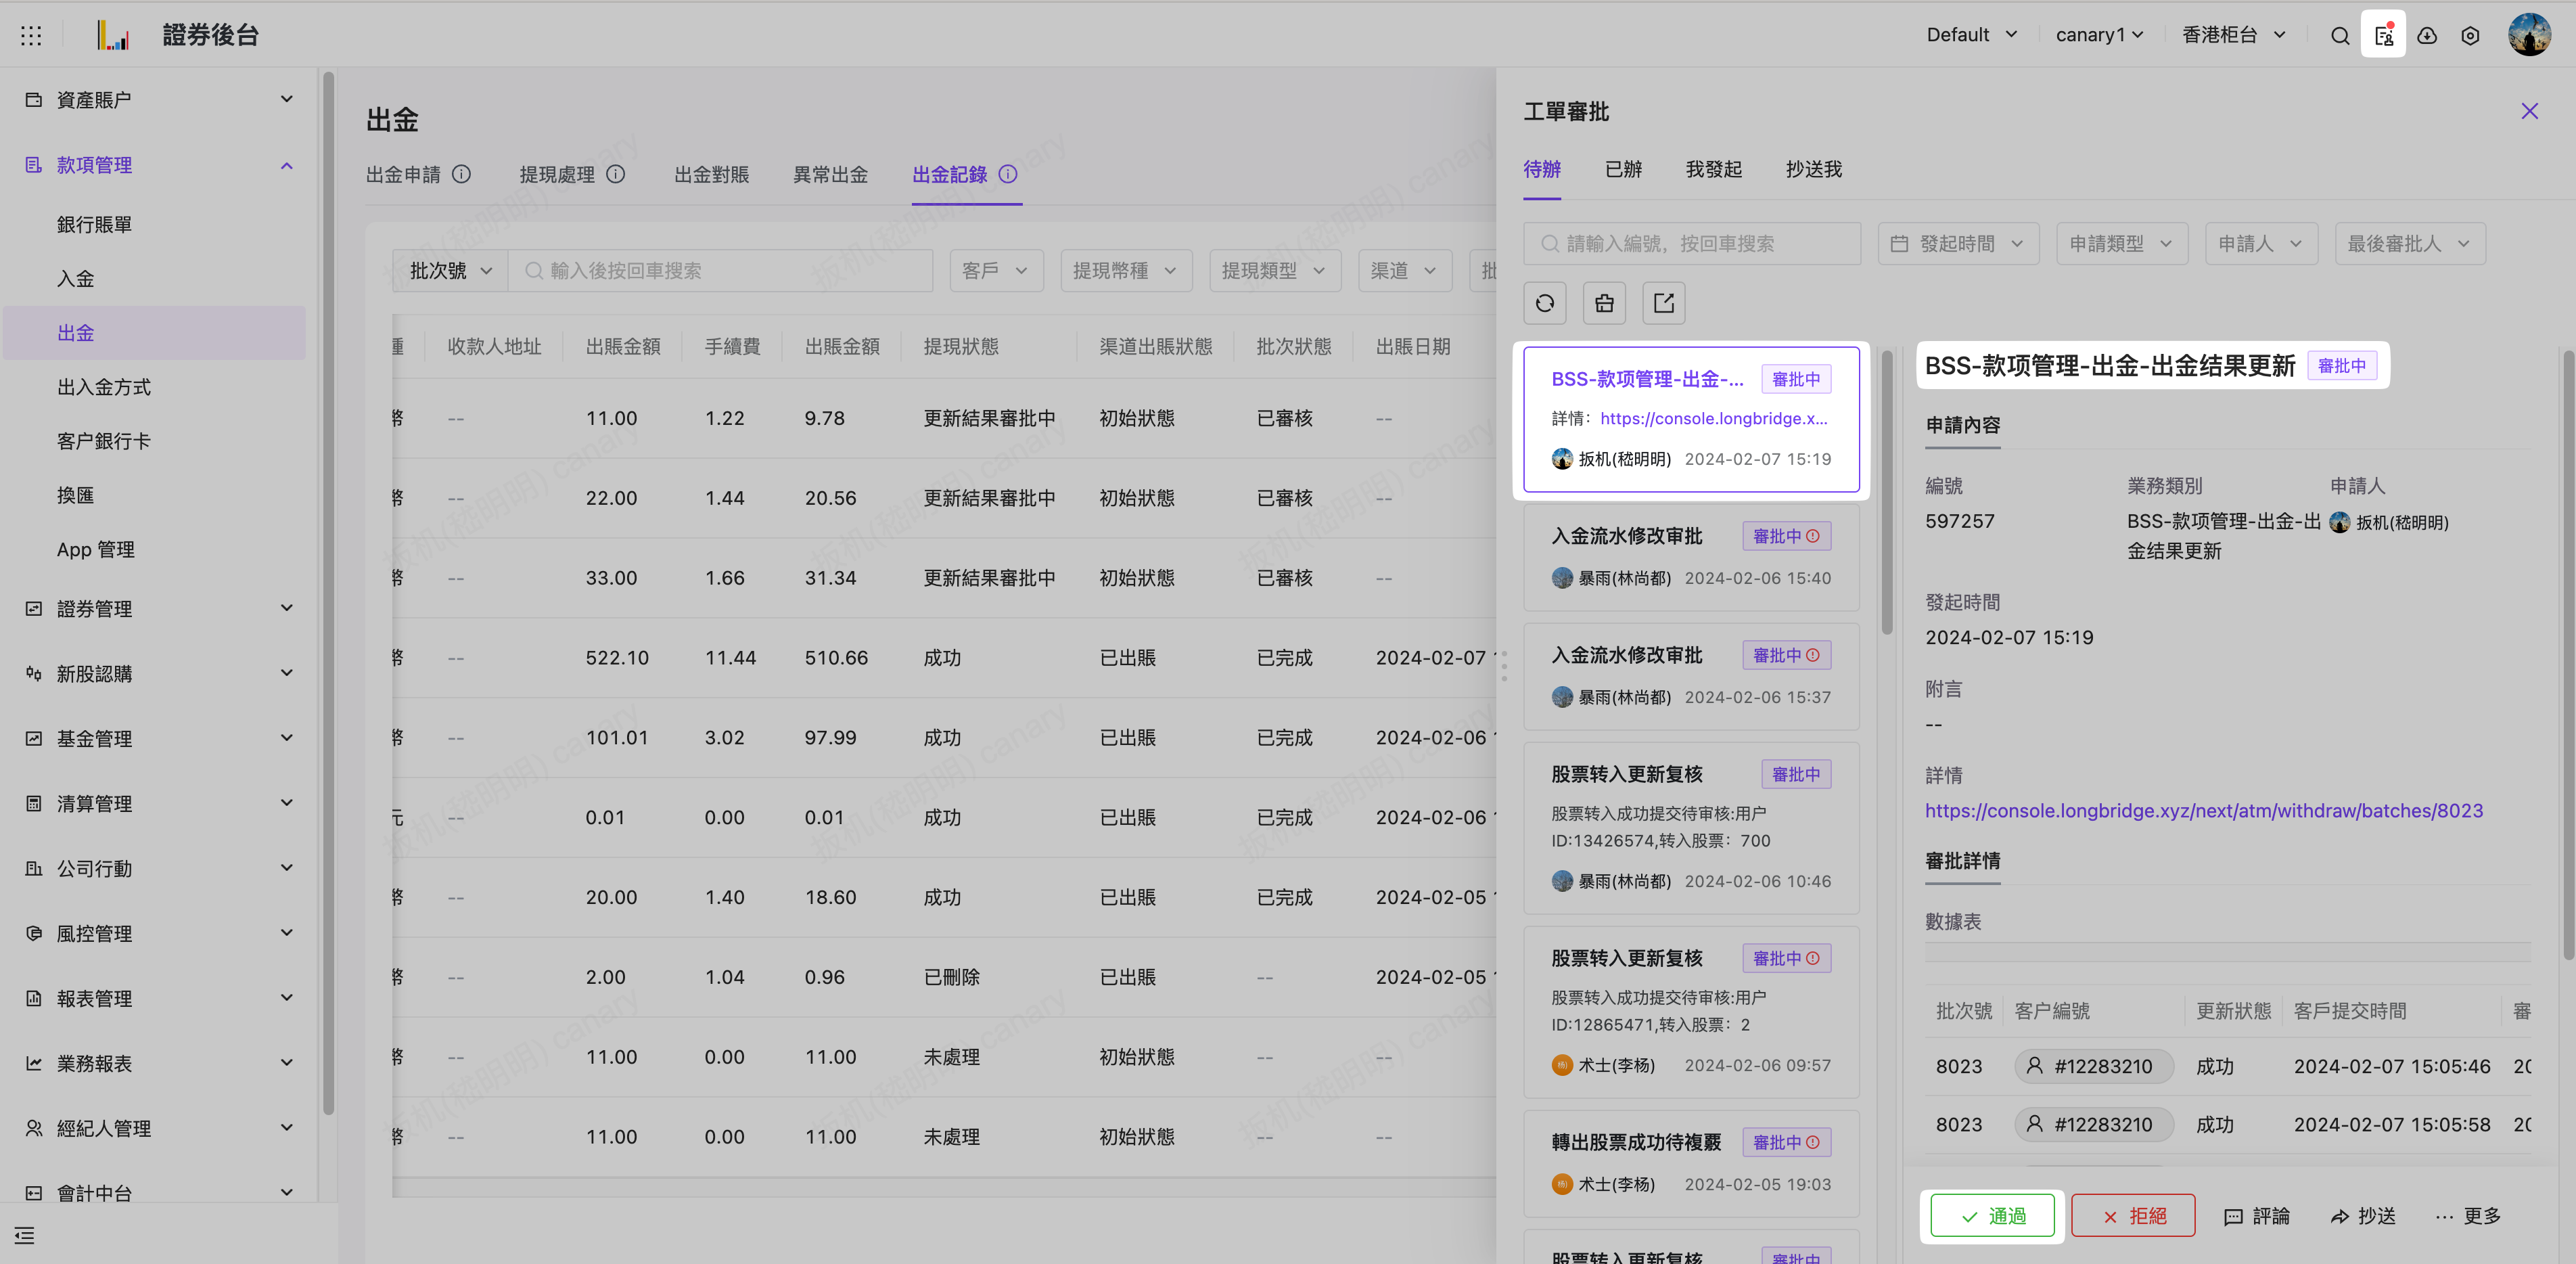 證券後台
Default
canary1
香港柜台
資產賬户
款項管理
銀行賬單
入金
出金
出入金方式
客户銀行卡
換匯
App 管理
證券管理
新股認購
基金管理
清算管理
公司行動
風控管理
報表管理
業務報表
經紀人管理
會計中台
出金
出金申請 提現處理 出金對賬 異常出金 出金記錄
批次號 輸入後按回車搜索 客戶 提現幣種 提現類型 渠道 批
種 收款人地址 出賬金額 手續費 出賬金額 提現狀態 渠道出賬狀態 批次狀態 出賬日期
幣 -- 11.00 1.22 9.78 更新結果審批中 初始狀態 已審核 --
幣 -- 22.00 1.44 20.56 更新結果審批中 初始狀態 已審核 --
幣 -- 33.00 1.66 31.34 更新結果審批中 初始狀態 已審核 --
幣 -- 522.10 11.44 510.66 成功 已出賬 已完成 2024-02-07 1
幣 -- 101.01 3.02 97.99 成功 已出賬 已完成 2024-02-06 1
元 -- 0.01 0.00 0.01 成功 已出賬 已完成 2024-02-06 1
幣 -- 20.00 1.40 18.60 成功 已出賬 已完成 2024-02-05 1
幣 -- 2.00 1.04 0.96 已刪除 已出賬 -- 2024-02-05 1
幣 -- 11.00 0.00 11.00 未處理 初始狀態 -- --
幣 -- 11.00 0.00 11.00 未處理 初始狀態 -- --
工單審批
待辦 已辦 我發起 抄送我
請輸入編號，按回車搜索 發起時間 申請類型 申請人 最後審批人
BSS-款项管理-出金-... 審批中
詳情： https://console.longbridge.x...
扳机(嵇明明) 2024-02-07 15:19
入金流水修改审批 審批中
暴雨(林尚都) 2024-02-06 15:40
入金流水修改审批 審批中
暴雨(林尚都) 2024-02-06 15:37
股票转入更新复核 審批中
股票转入成功提交待审核:用户
ID:13426574,转入股票：700
暴雨(林尚都) 2024-02-06 10:46
股票转入更新复核 審批中
股票转入成功提交待审核:用户
ID:12865471,转入股票：2
术士(李杨) 2024-02-06 09:57
轉出股票成功待複覈 審批中
术士(李杨) 2024-02-05 19:03
股票转入更新复核 審批中
BSS-款项管理-出金-出金结果更新 審批中
申請內容
編號 業務類別 申請人
597257 BSS-款项管理-出金-出 扳机(嵇明明)
金结果更新
發起時間
2024-02-07 15:19
附言
--
詳情
https://console.longbridge.xyz/next/atm/withdraw/batches/8023
審批詳情
數據表
批次號 客户編號 更新狀態 客戶提交時間 審
8023 #12283210 成功 2024-02-07 15:05:46 20
8023 #12283210 成功 2024-02-07 15:05:58 20
通過 拒絕 評論 抄送 更多
扳机(嵇明明) canary